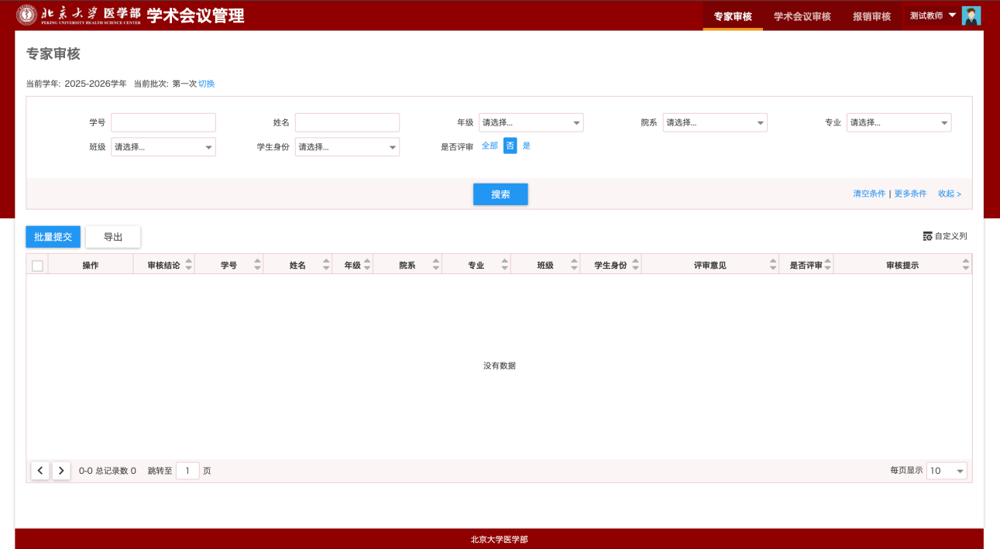 北京大学医学部 学术会议管理 专家审核 学术会议审核 报销审核 测试教师
PEKING UNIVERSITY HEALTH SCIENCE CENTER
专家审核
当前学年: 2025-2026学年 当前批次: 第一次 切换
学号 姓名 年级 请选择... 院系 请选择... 专业 请选择...
班级 请选择... 学生身份 请选择... 是否评审 全部 否 是
搜索 清空条件 | 更多条件 收起 >
批量提交 导出 自定义列
操作 审核结论 学号 姓名 年级 院系 专业 班级 学生身份 评审意见 是否评审 审核提示
没有数据
0-0 总记录数 0 跳转至 1 页 每页显示 10
北京大学医学部